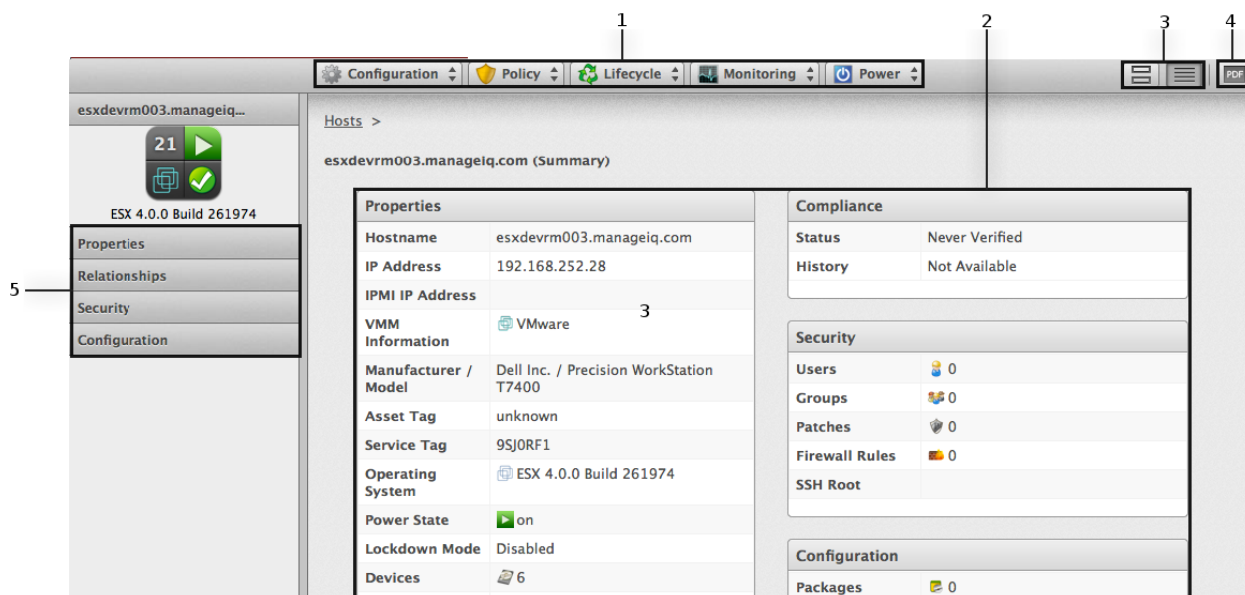 1
2
3
4
Configuration
Policy
Lifecycle
Monitoring
Power
PDF
esxdevrm003.manageiq...
21
ESX 4.0.0 Build 261974
5
Properties
Relationships
Security
Configuration
Hosts >
esxdevrm003.manageiq.com (Summary)
Properties
Hostname esxdevrm003.manageiq.com
IP Address 192.168.252.28
IPMI IP Address
3
VMM
Information
VMware
Manufacturer /
Model
Dell Inc. / Precision WorkStation
T7400
Asset Tag unknown
Service Tag 9SJ0RF1
Operating
System
ESX 4.0.0 Build 261974
Power State on
Lockdown Mode Disabled
Devices 6
Compliance
Status Never Verified
History Not Available
Security
Users 0
Groups 0
Patches 0
Firewall Rules 0
SSH Root
Configuration
Packages 0